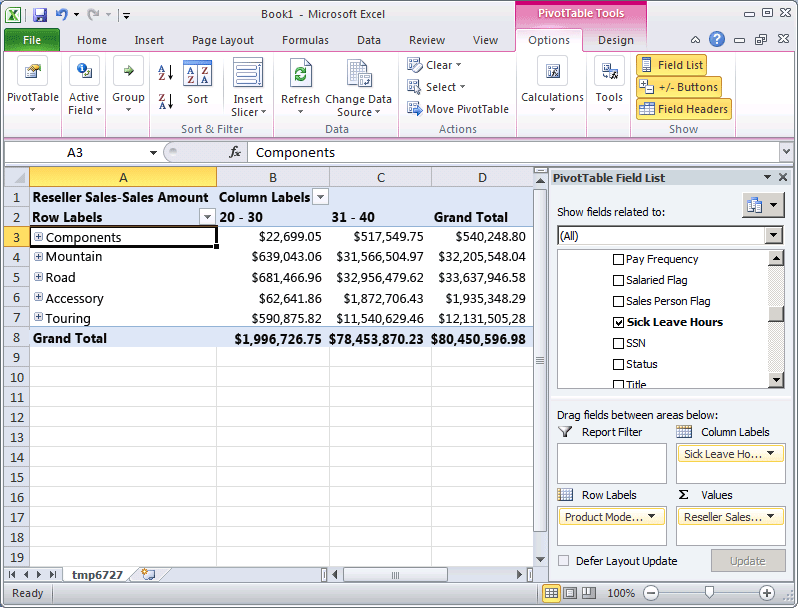 Book1 - Microsoft Excel
PivotTable Tools
File Home Insert Page Layout Formulas Data Review View Options Design
PivotTable
Active Field
Group
Sort
Insert Slicer
Sort & Filter
Refresh
Change Data Source
Data
Clear
Select
Move PivotTable
Actions
Calculations
Tools
Field List
+/- Buttons
Field Headers
Show
A3 fx Components
A B C D
1 Reseller Sales-Sales Amount Column Labels
2 Row Labels 20 - 30 31 - 40 Grand Total
3 Components $22,699.05 $517,549.75 $540,248.80
4 Mountain $639,043.06 $31,566,504.97 $32,205,548.04
5 Road $681,466.96 $32,956,479.62 $33,637,946.58
6 Accessory $62,641.86 $1,872,706.43 $1,935,348.29
7 Touring $590,875.82 $11,540,629.46 $12,131,505,28
8 Grand Total $1,996,726.75 $78,453,870.23 $80,450,596.98
9
10
11
12
13
14
15
16
17
18
19
tmp6727
Ready
100%
PivotTable Field List
Show fields related to:
(All)
Pay Frequency
Salaried Flag
Sales Person Flag
Sick Leave Hours
SSN
Status
Title
Drag fields between areas below:
Report Filter
Column Labels
Sick Leave Ho...
Row Labels
Σ Values
Product Mode...
Reseller Sales...
Defer Layout Update
Update